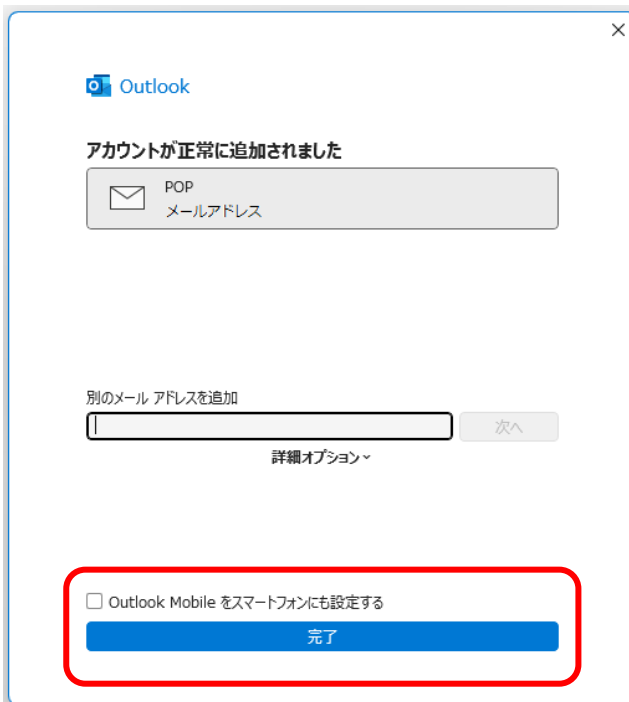 Outlook
アカウントが正常に追加されました
POP
メールアドレス
別のメール アドレスを追加
次へ
詳細オプション
Outlook Mobile をスマートフォンにも設定する
完了